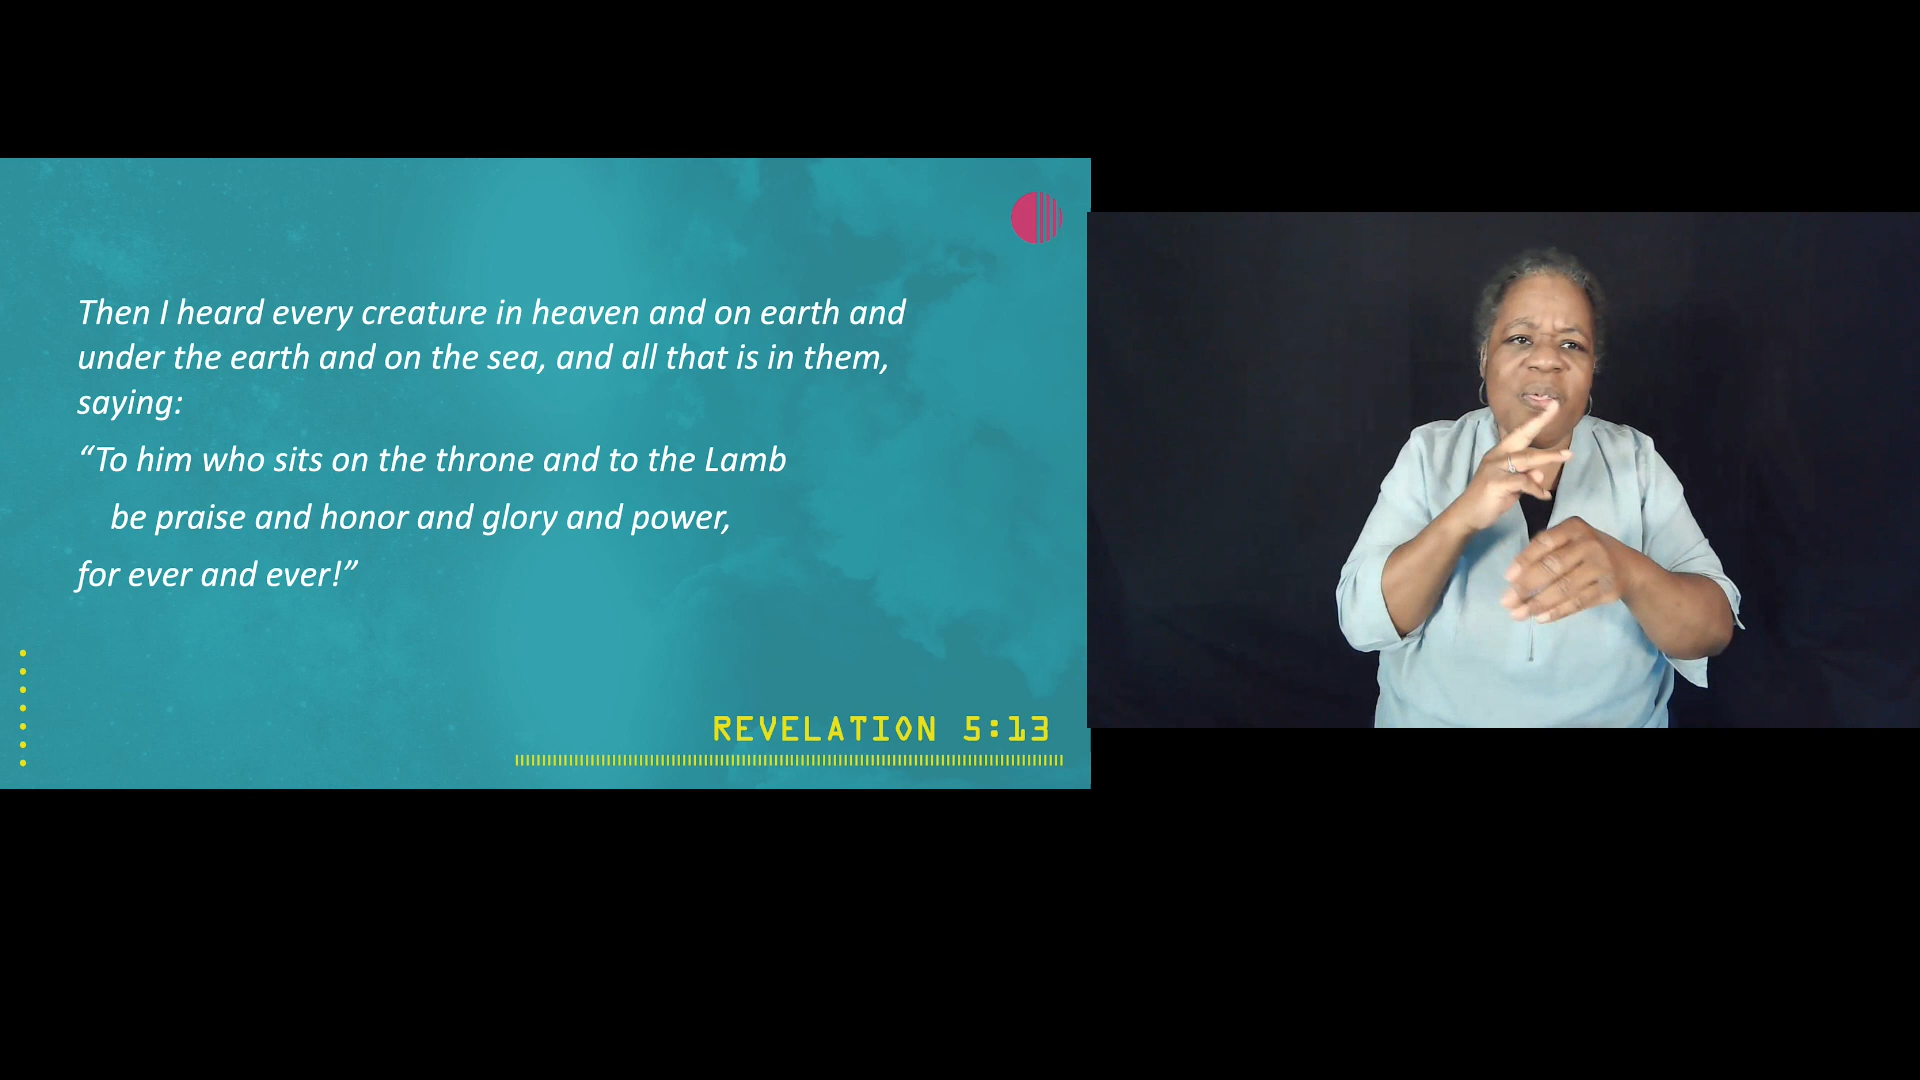 Then I heard every creature in heaven and on earth and
under the earth and on the sea, and all that is in them,
saying:
“To him who sits on the throne and to the Lamb
be praise and honor and glory and power,
for ever and ever!”
REVELATION 5:13